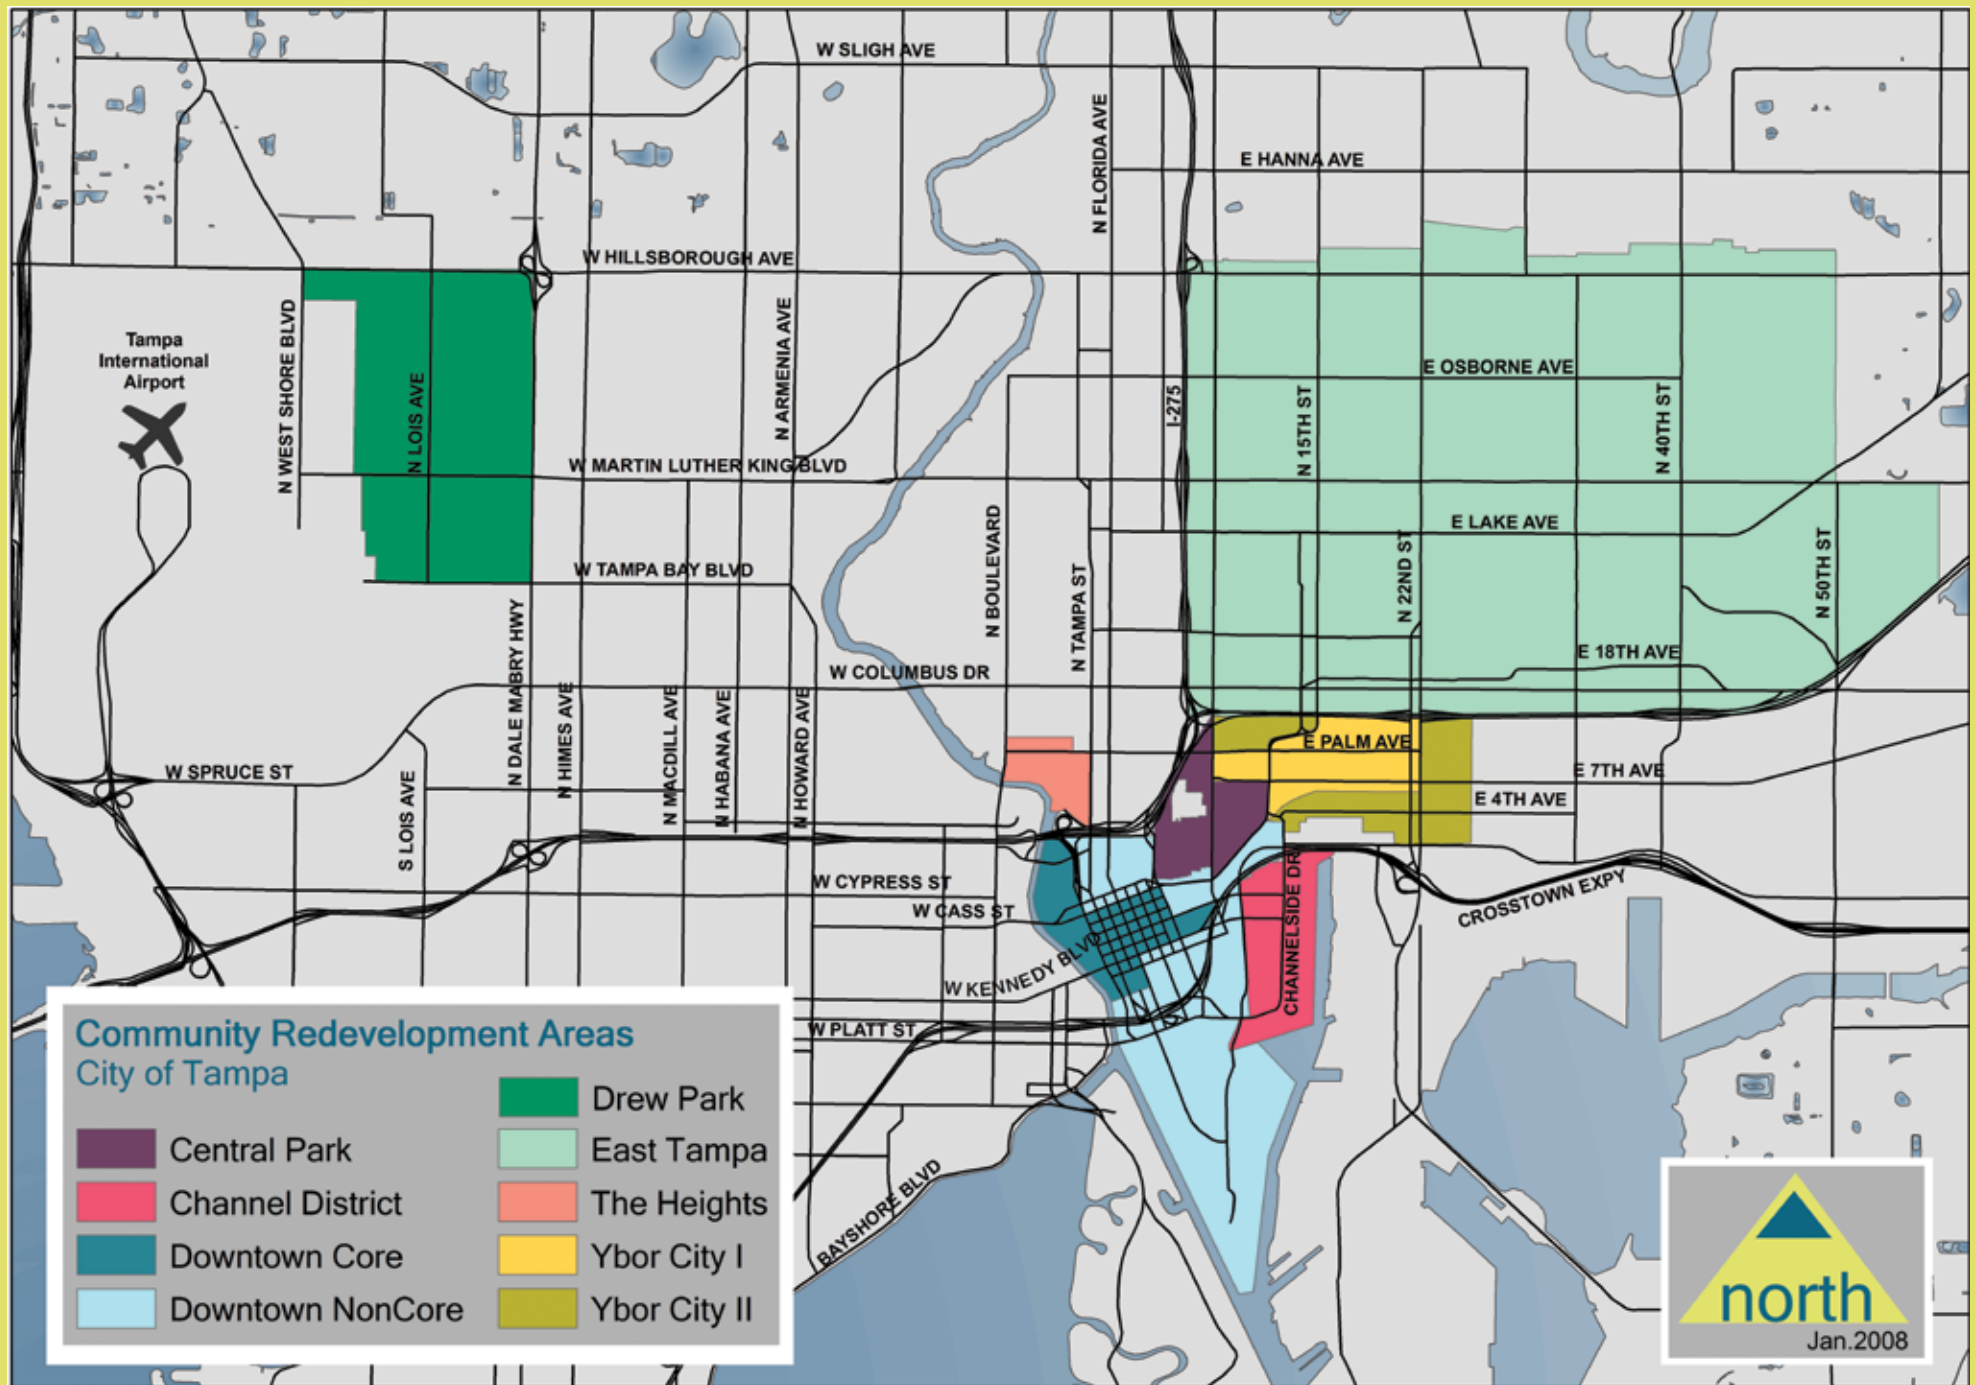 W SLIGH AVE
N FLORIDA AVE
E HANNA AVE
W HILLSBOROUGH AVE
N WEST SHORE BLVD
N ARMENIA AVE
Tampa
International
Airport
N LOIS AVE
E OSBORNE AVE
I-275
N 15TH ST
N 40TH ST
W MARTIN LUTHER KING BLVD
N BOULEVARD
E LAKE AVE
N 22ND ST
N 50TH ST
W TAMPA BAY BLVD
N TAMPA ST
N DALE MABRY HWY
E 18TH AVE
W COLUMBUS DR
N HIMES AVE
N MACDILL AVE
N HABANA AVE
N HOWARD AVE
E PALM AVE
W SPRUCE ST
E 7TH AVE
S LOIS AVE
E 4TH AVE
W CYPRESS ST
CROSSTOWN EXPY
W CASS ST
CHANNELSIDE DR
W KENNEDY BLVD
W PLATT ST
BAYSHORE BLVD
Community Redevelopment Areas
City of Tampa
Central Park
Channel District
Downtown Core
Downtown NonCore
Drew Park
East Tampa
The Heights
Ybor City I
Ybor City II
north
Jan.2008